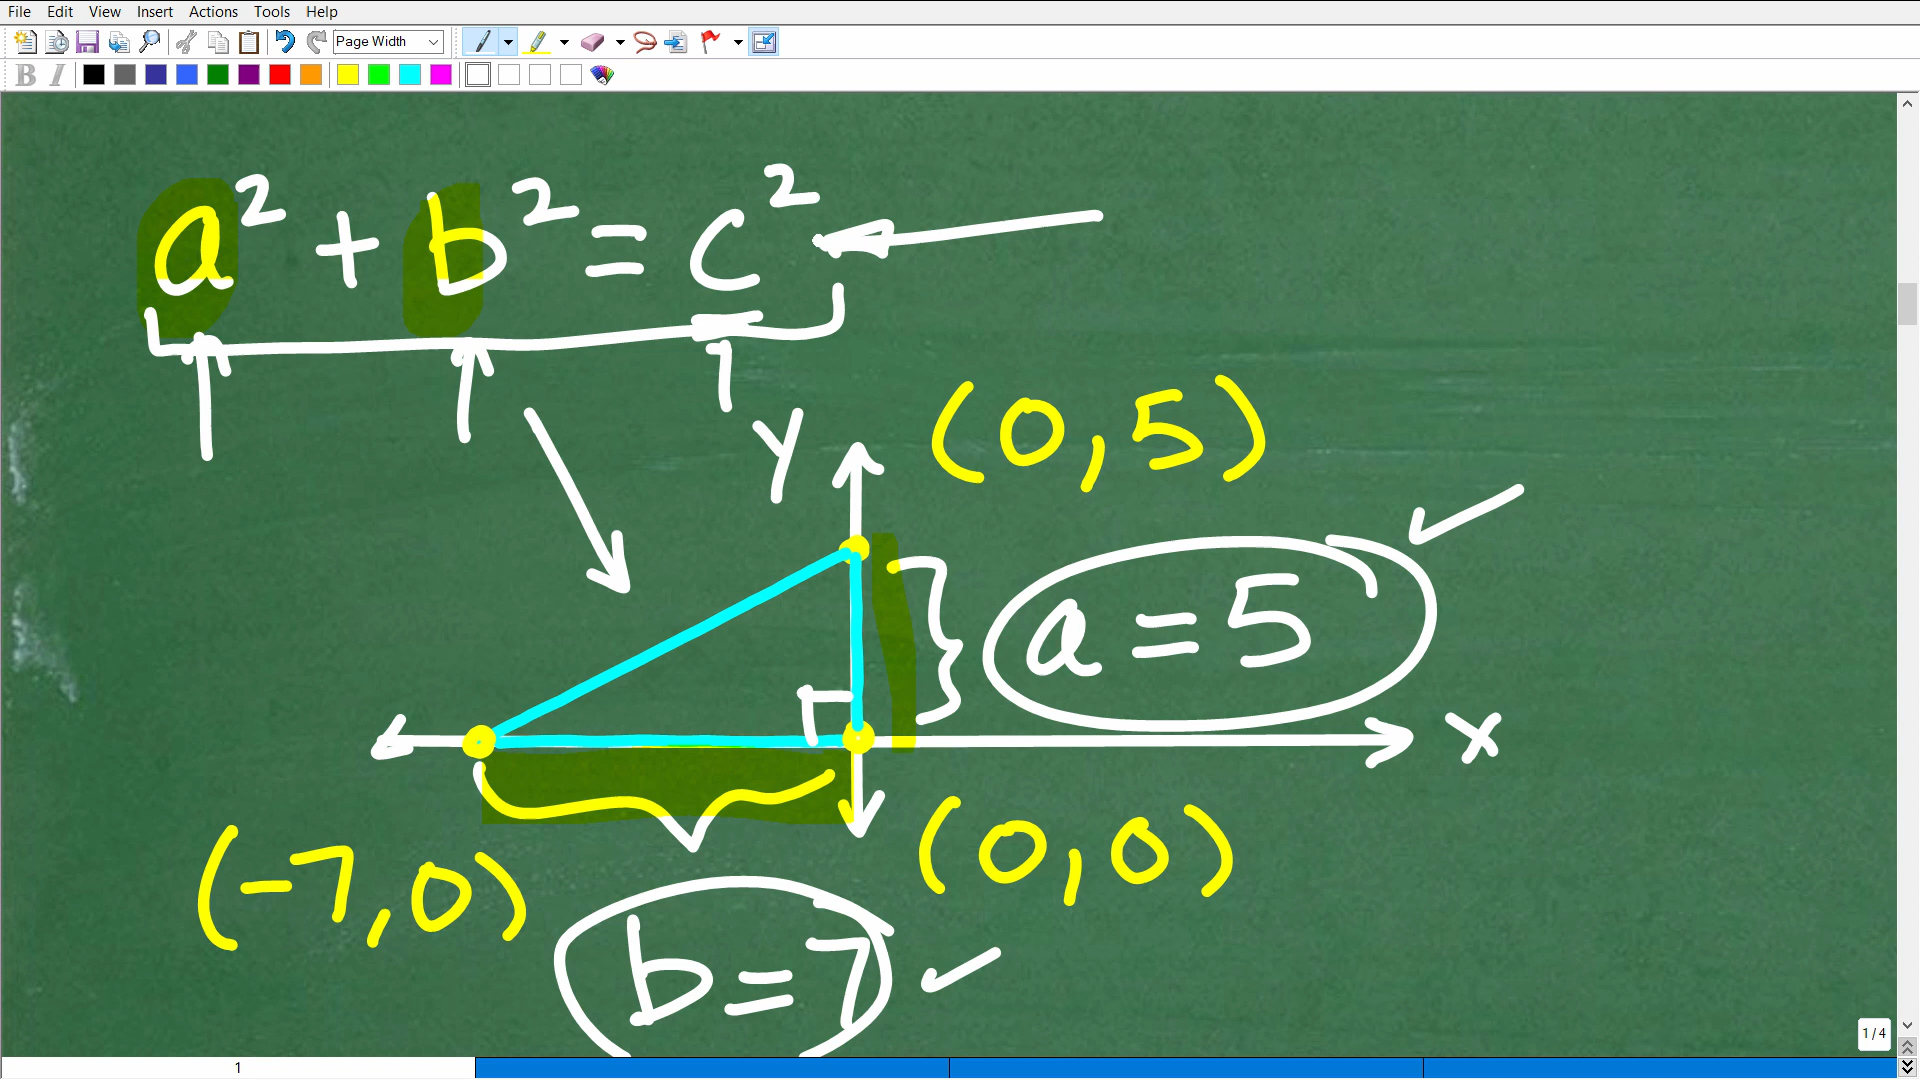 File Edit View Insert Actions Tools Help
Page Width
B I
a² + b² = c²
y
(0,5)
a = 5
x
(-7,0)
(0,0)
b = 7
1/4
1